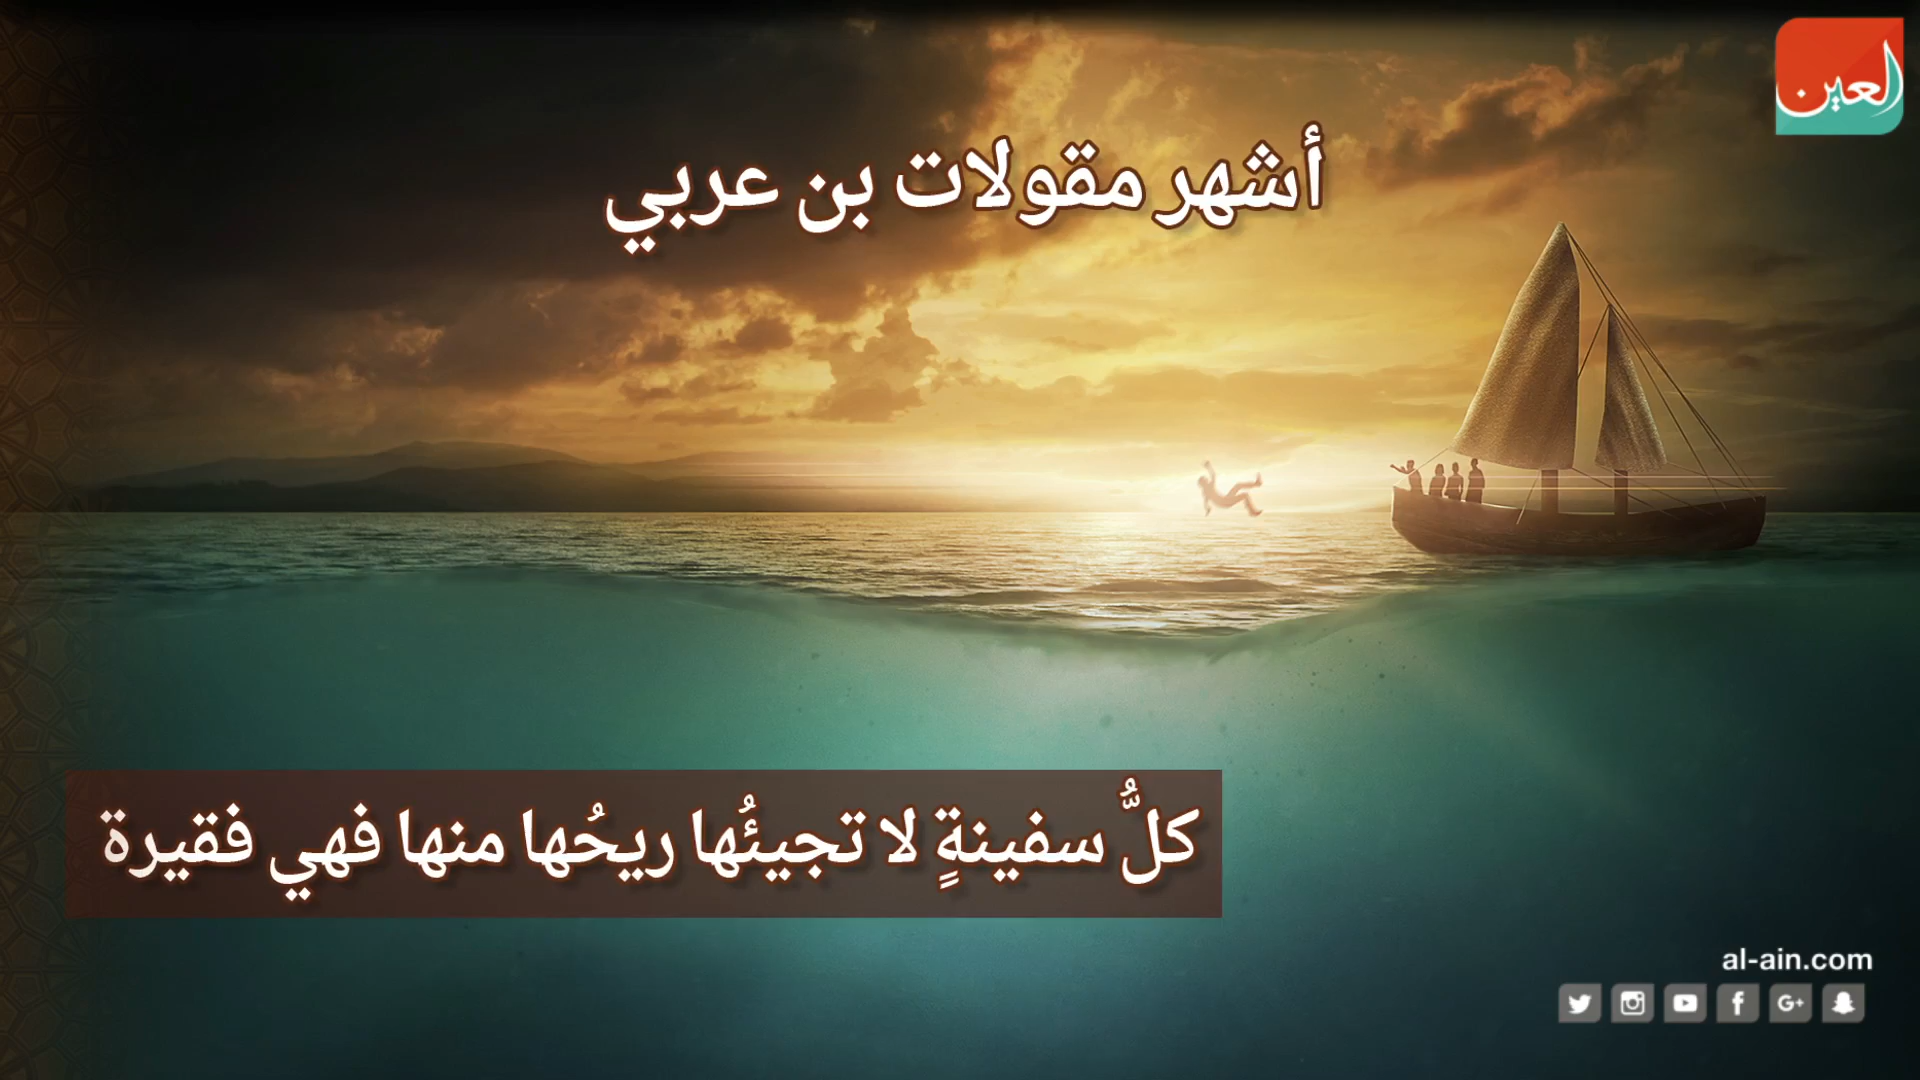 العين
أشهر مقولات بن عربي
كلُّ سفينةٍ لا تجيئُها ريحُها منها فهي فقيرة
al-ain.com